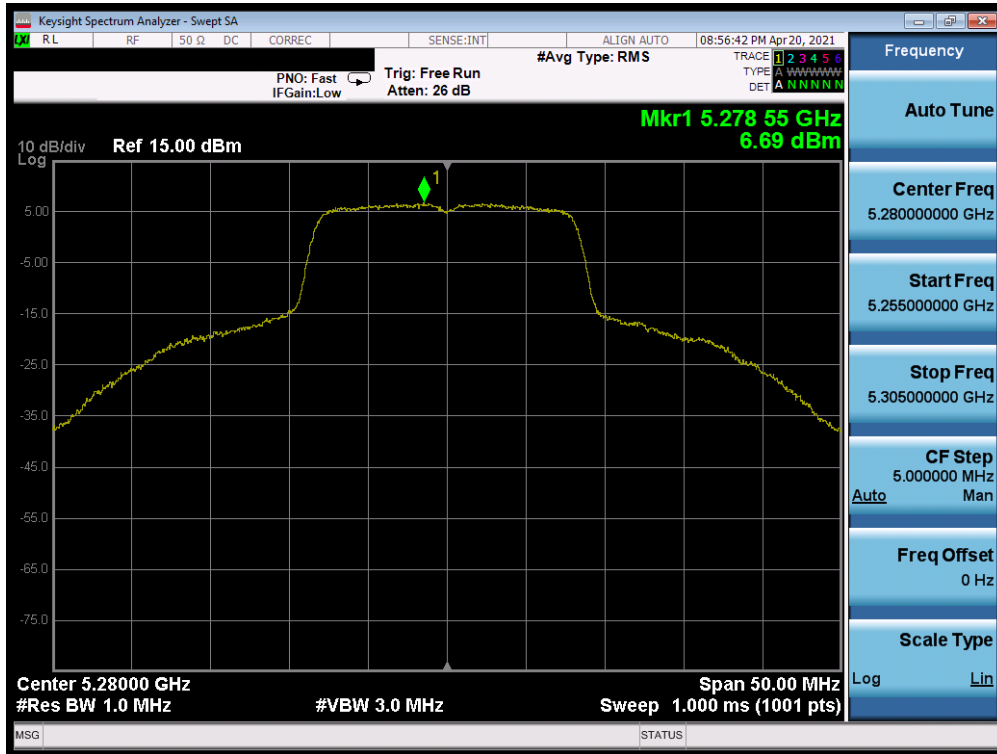 Keysight Spectrum Analyzer - Swept SA
LXI RL RF 50 Ω DC CORREC SENSE:INT ALIGN AUTO 08:56:42 PM Apr 20, 2021
Frequency
#Avg Type: RMS TRACE 1 2 3 4 5 6
PNO: Fast Trig: Free Run TYPE A WWWWW
IFGain:Low Atten: 26 dB DET A N N N N N
Auto Tune
Mkr1 5.278 55 GHz
10 dB/div Ref 15.00 dBm 6.69 dBm
Log
1
Center Freq
5.280000000 GHz
5.00
-5.00
Start Freq
5.255000000 GHz
-15.0
-25.0
Stop Freq
5.305000000 GHz
-35.0
-45.0
CF Step
5.000000 MHz
Auto Man
-55.0
Freq Offset
0 Hz
-65.0
-75.0
Scale Type
Log Lin
Center 5.28000 GHz Span 50.00 MHz
#Res BW 1.0 MHz #VBW 3.0 MHz Sweep 1.000 ms (1001 pts)
MSG STATUS